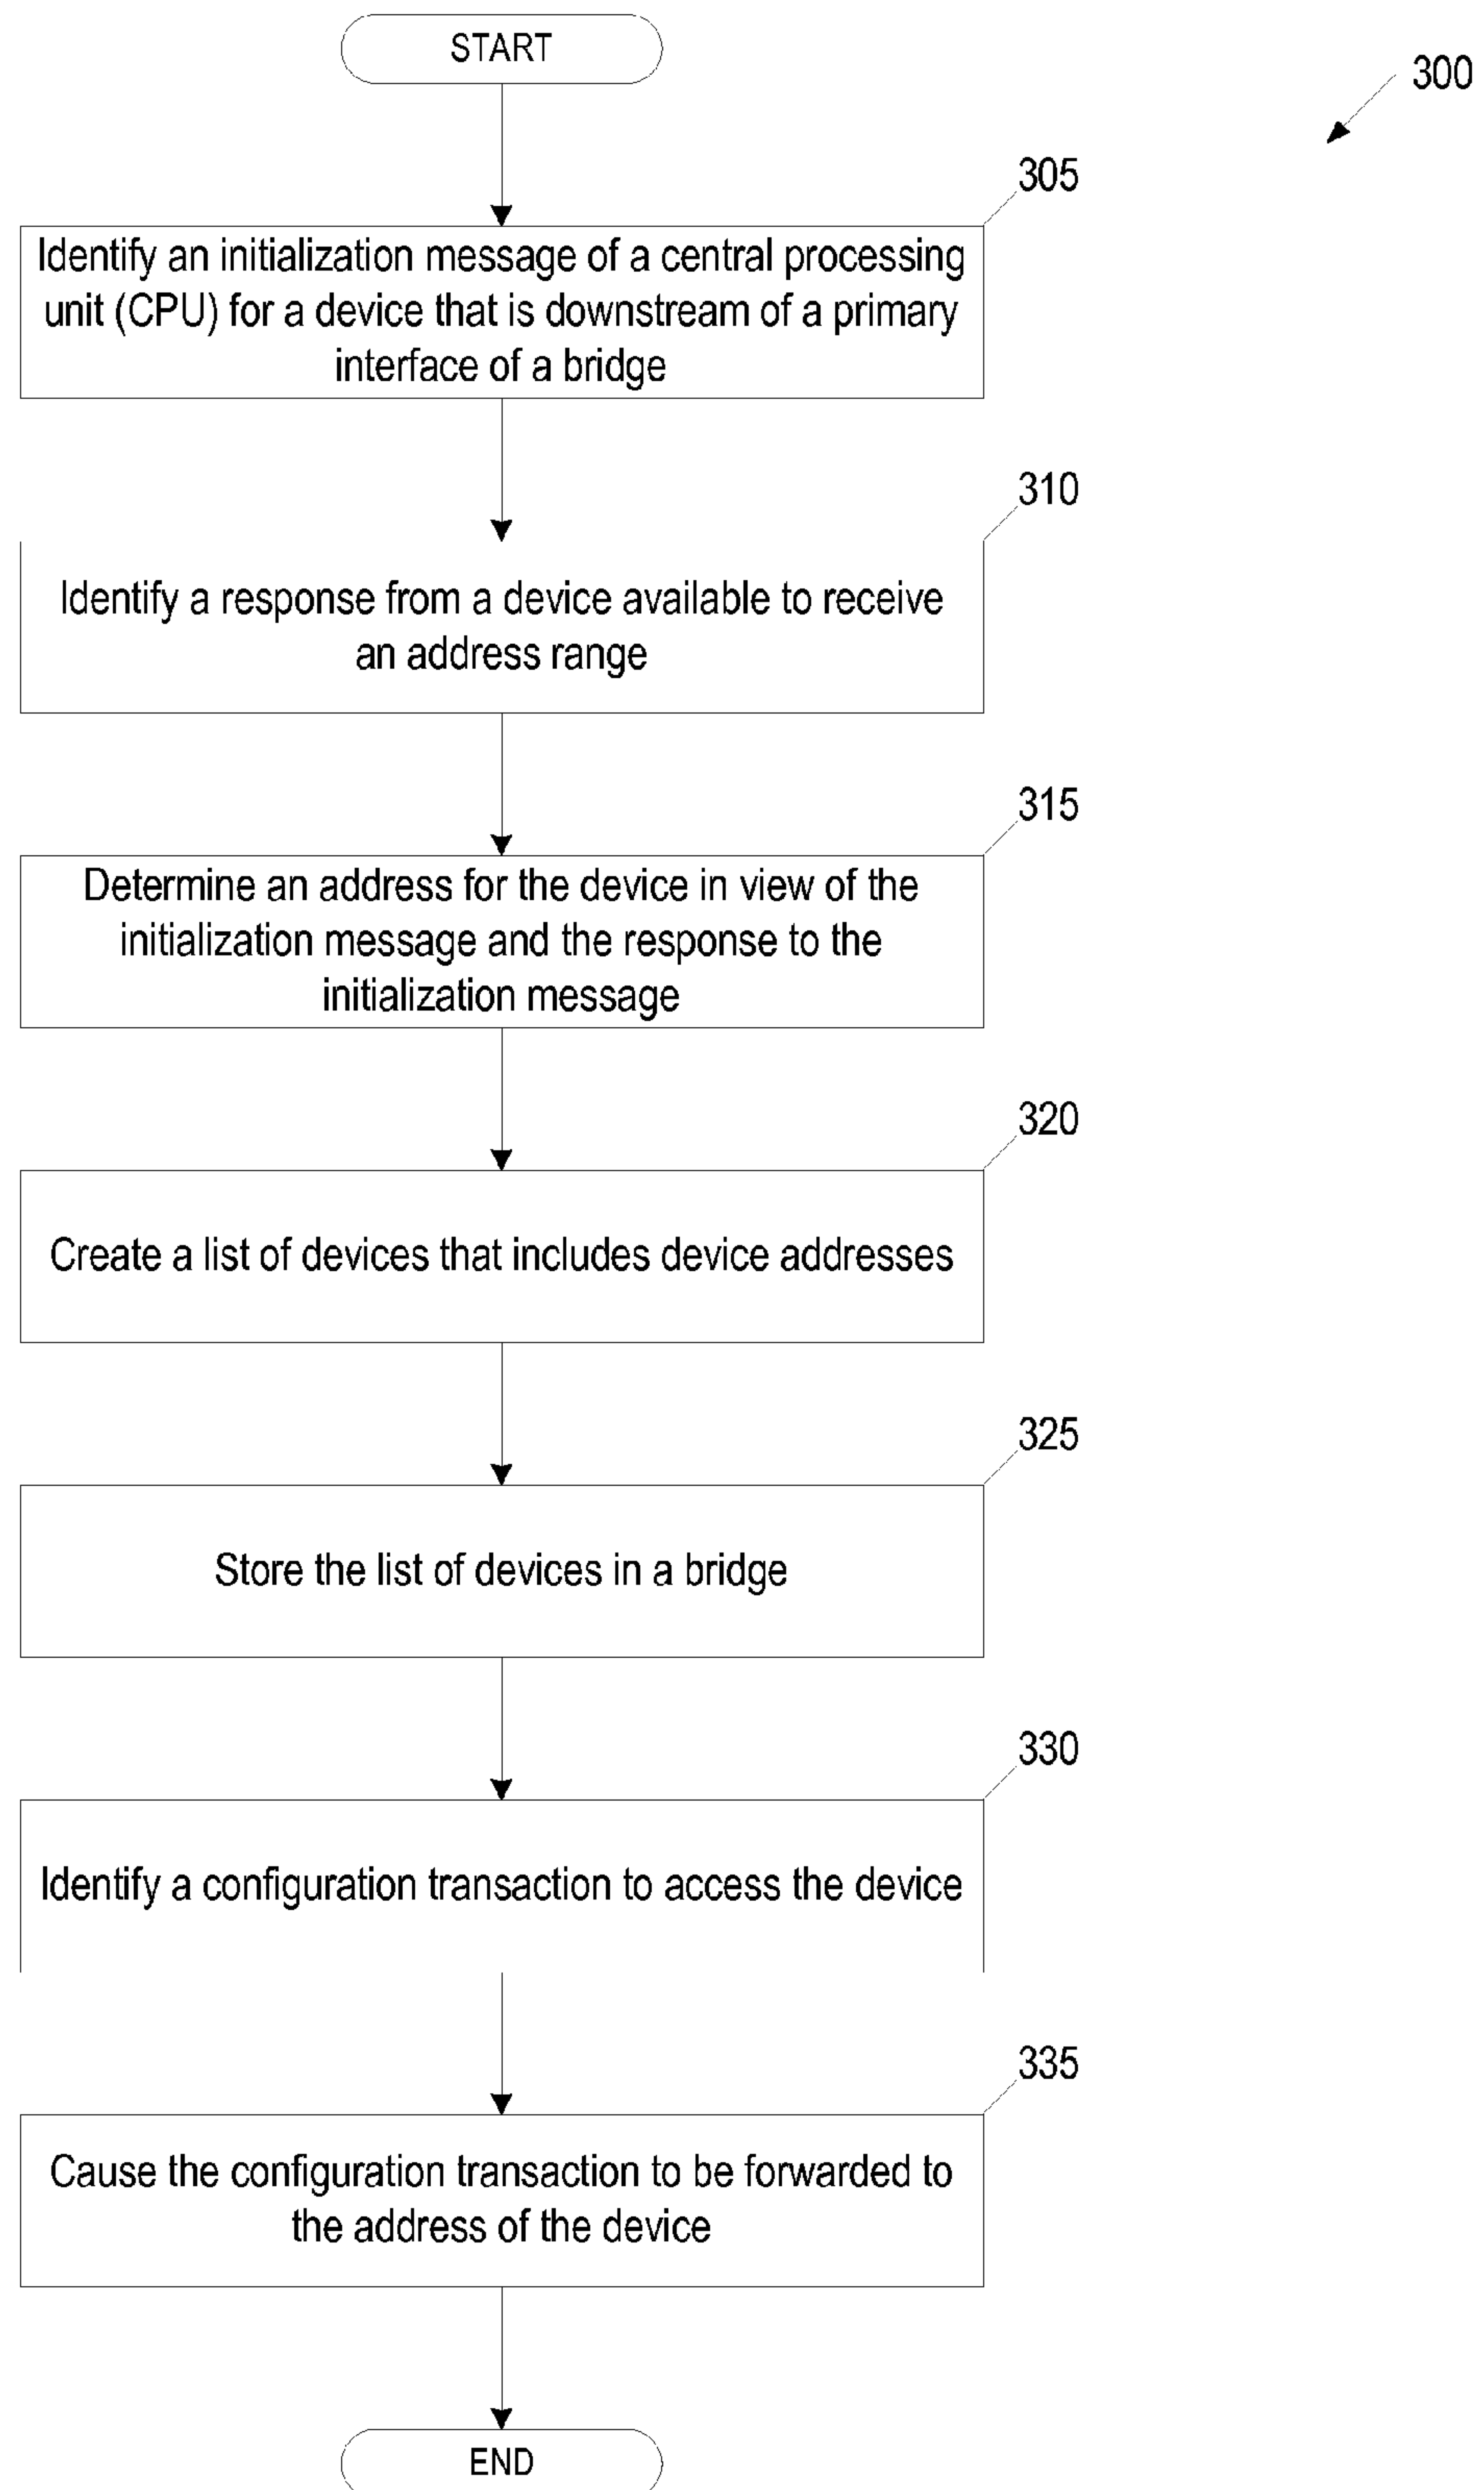 START
300
305
Identify an initialization message of a central processing
unit (CPU) for a device that is downstream of a primary
interface of a bridge
310
Identify a response from a device available to receive
an address range
315
Determine an address for the device in view of the
initialization message and the response to the
initialization message
320
Create a list of devices that includes device addresses
325
Store the list of devices in a bridge
330
Identify a configuration transaction to access the device
335
Cause the configuration transaction to be forwarded to
the address of the device
END